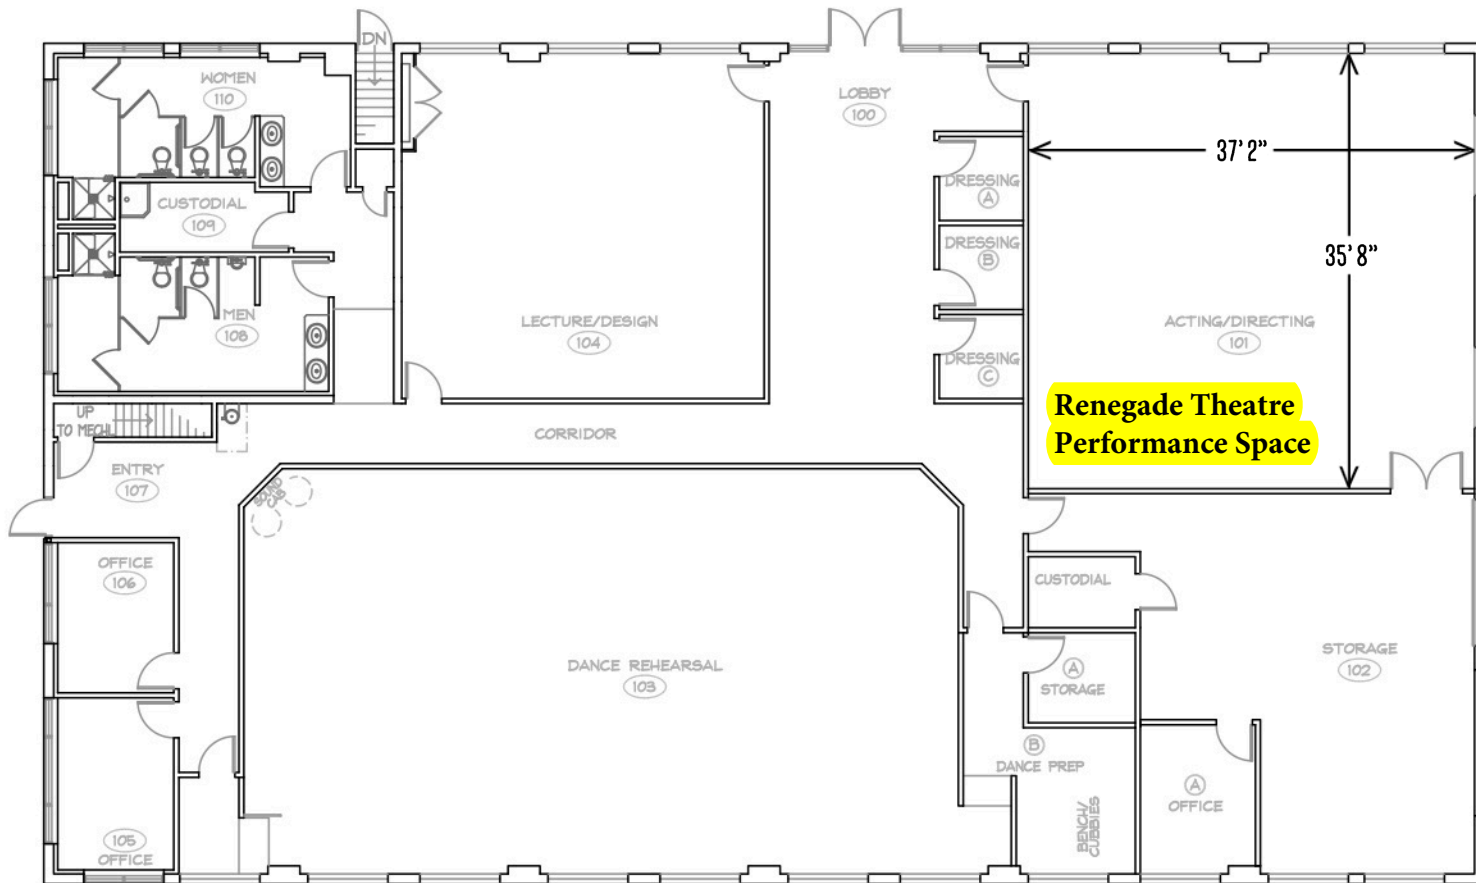 DN
WOMEN
110
LOBBY
100
37' 2"
DRESSING
A
CUSTODIAL
109
DRESSING
B
35' 8"
MEN
108
LECTURE/DESIGN
104
ACTING/DIRECTING
101
DRESSING
C
Renegade Theatre
Performance Space
UP
TO MECH.
CORRIDOR
ENTRY
107
SOUND
CAB
OFFICE
106
CUSTODIAL
DANCE REHEARSAL
103
A
STORAGE
STORAGE
102
B
DANCE PREP
A
OFFICE
BENCH/
CUBBIES
105
OFFICE